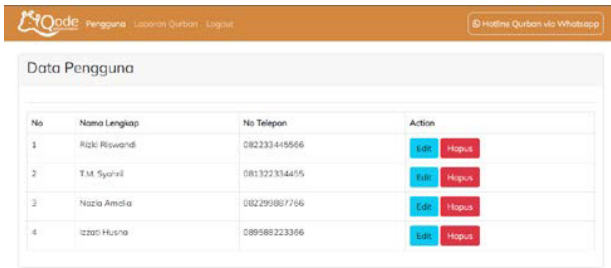 Qode Pengguna Laporan Qurban Logout Hotline Qurban via Whatsapp
Data Pengguna
No Nama Lengkap No Telepon Action
1 Rizki Riswandi 082233445566 Edit Hapus
2 T.M. Syahril 081322334455 Edit Hapus
3 Nazia Amelia 082299887766 Edit Hapus
4 Izzati Husna 089588223366 Edit Hapus